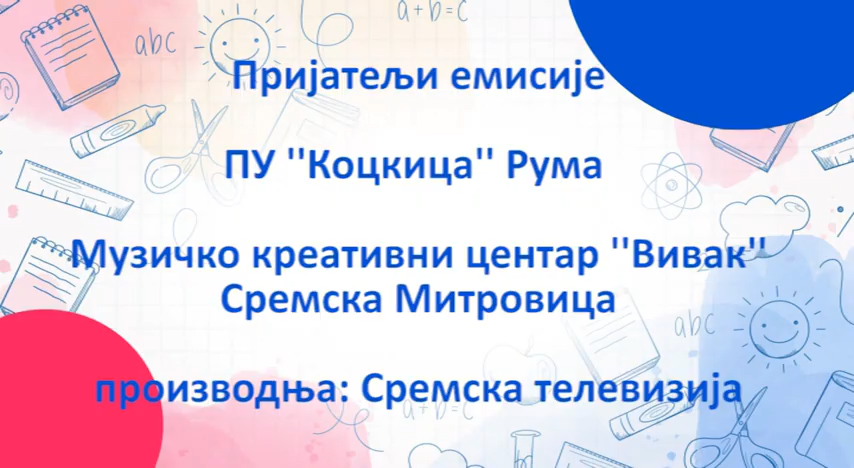 a+b=c
abc
Пријатељи емисије
ПУ "Коцкица" Рума
Музичко креативни центар "Вивак"
Сремска Митровица
abc
производња: Сремска телевизија
a+b=c